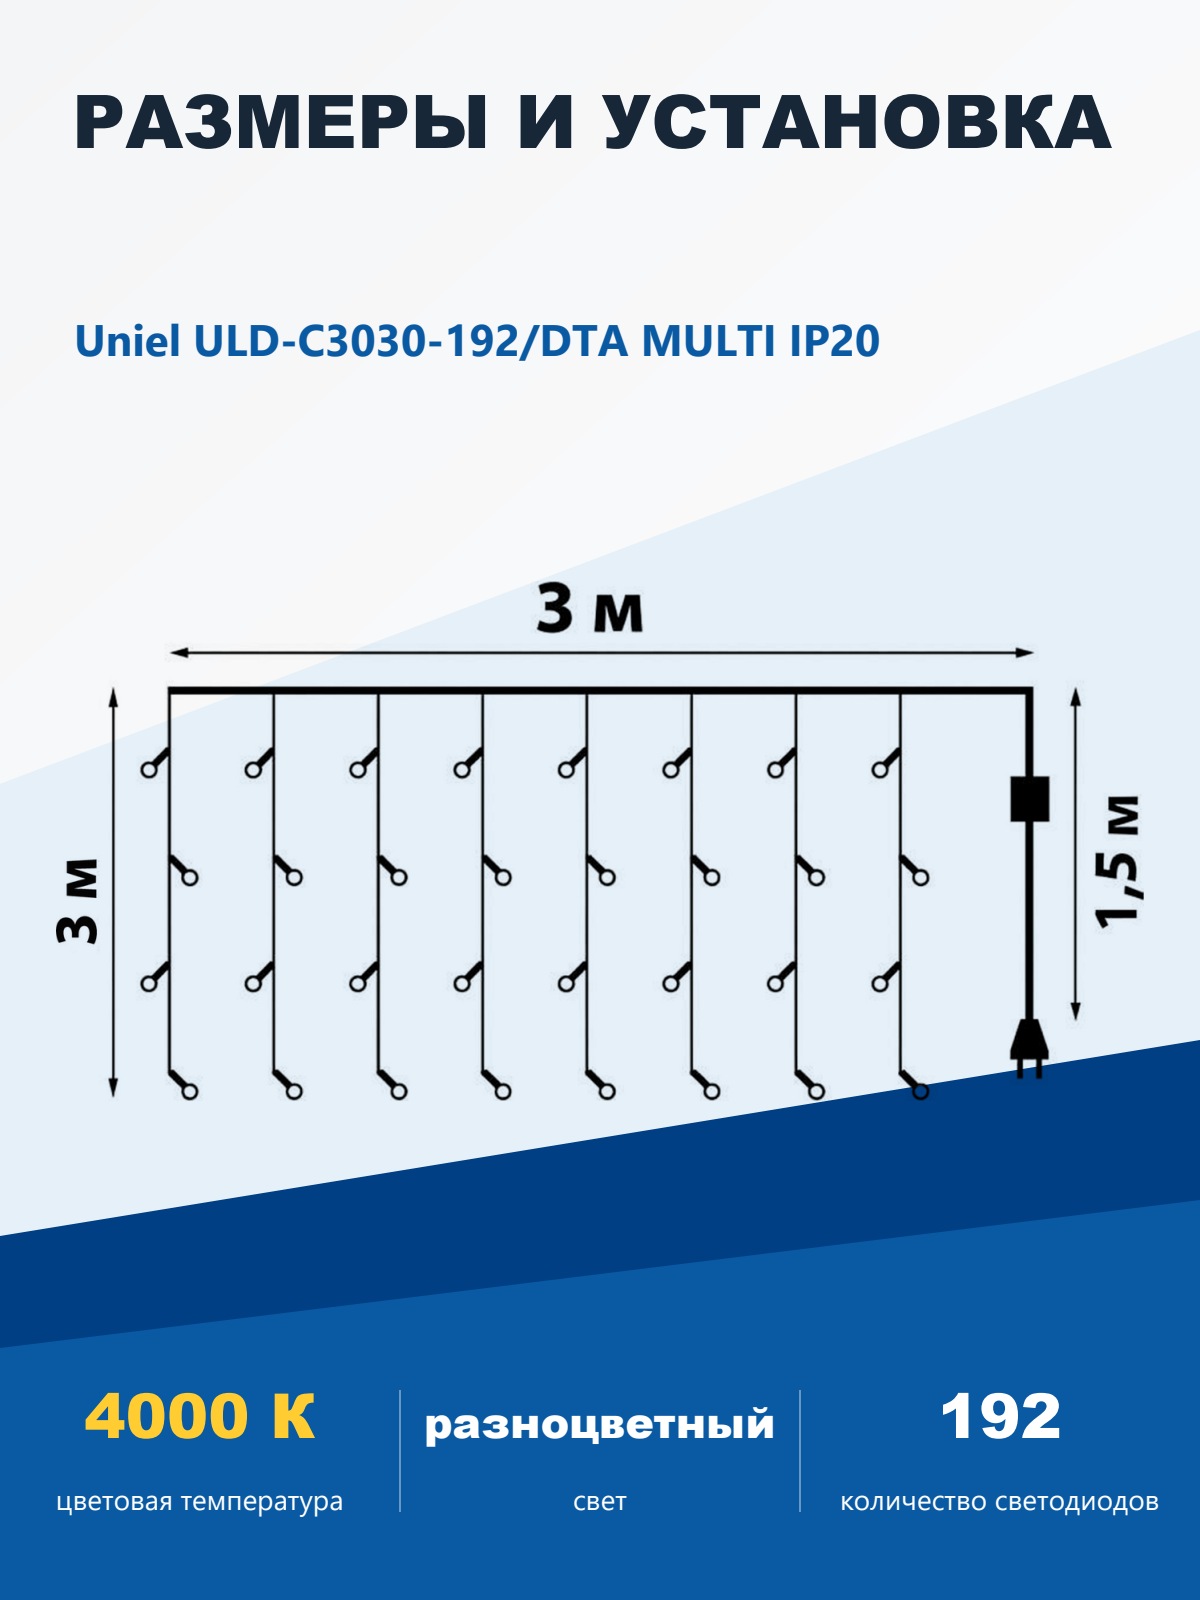 РАЗМЕРЫ И УСТАНОВКА
Uniel ULD-C3030-192/DTA MULTI IP20
3 м
3 м
1,5 м
4000 К
цветовая температура
разноцветный
свет
192
количество светодиодов